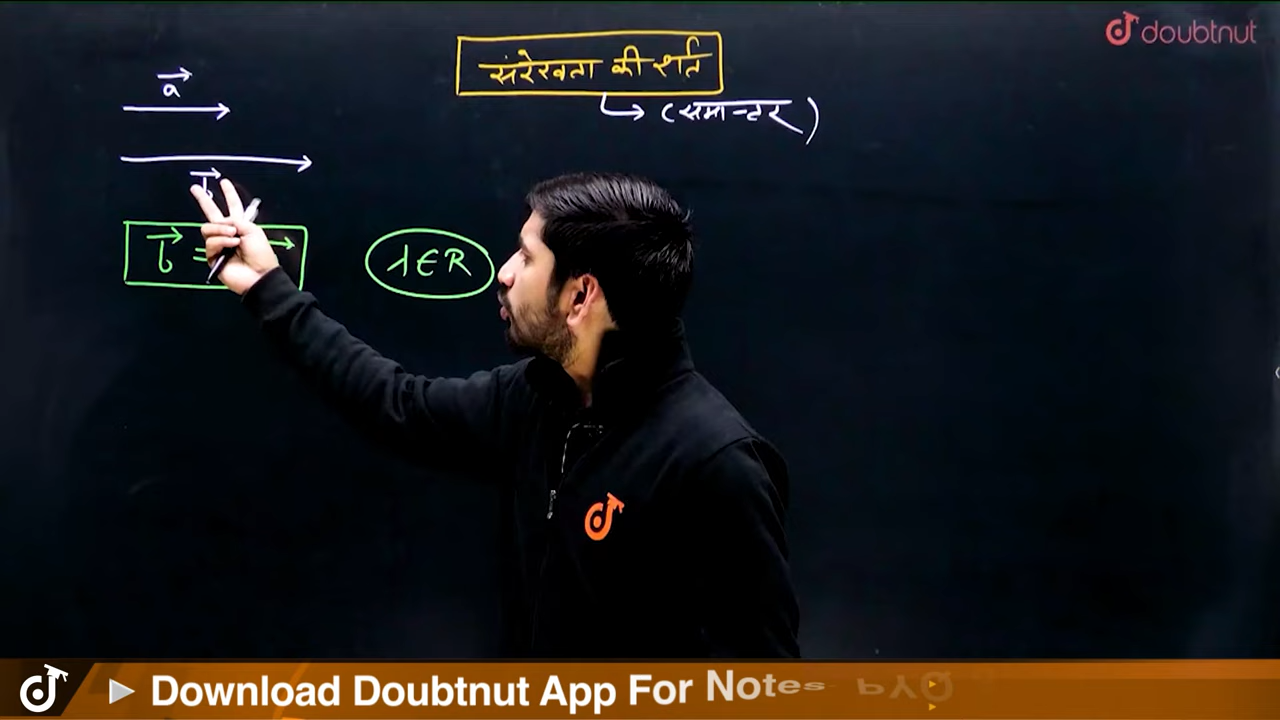 doubtnut
संरेखता की शर्त
(समान्तर)
a
b
b =
λ∈R
Download Doubtnut App For Notes